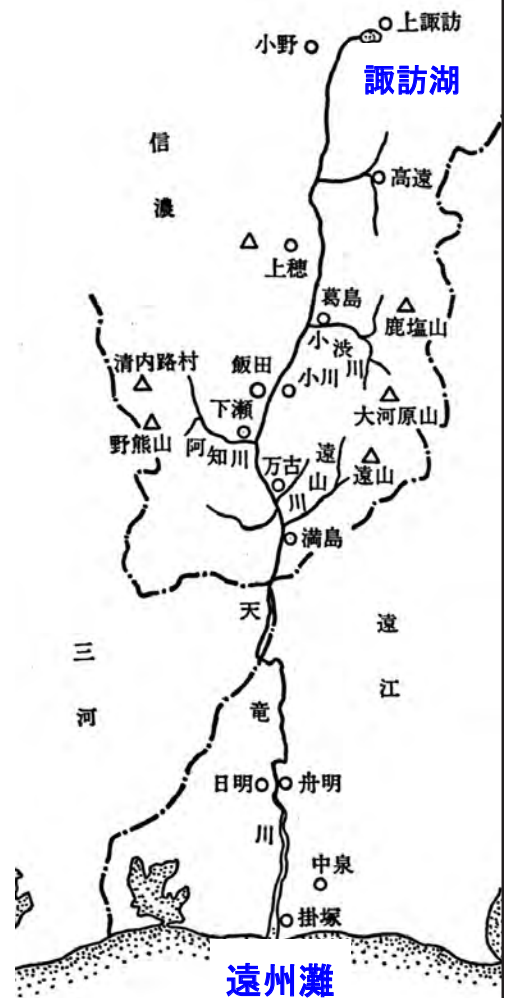 上諏訪
小野
諏訪湖
信濃
高遠
上穂
葛島
鹿塩山
小渋川
清内路村
飯田
小川
大河原山
下瀬
野熊山
阿知川
万古川
遠山川
遠山
満島
天竜川
遠江
三河
日明
舟明
中泉
掛塚
遠州灘